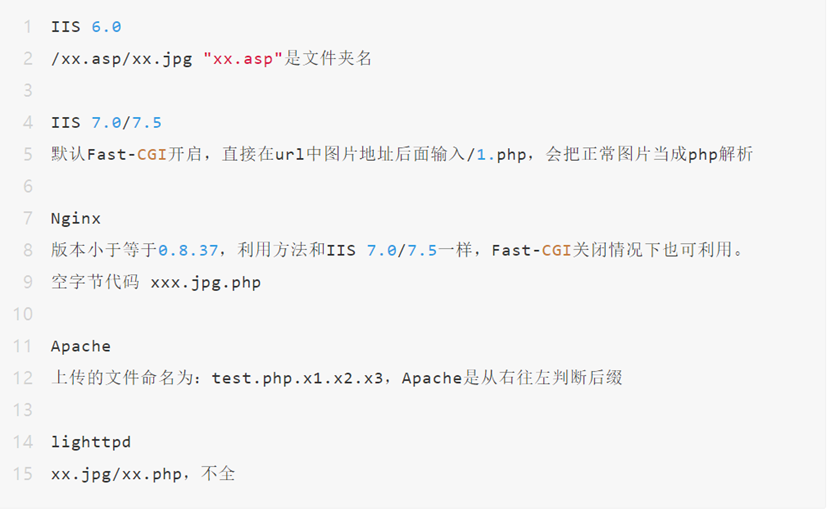 1 IIS 6.0
2 /xx.asp/xx.jpg "xx.asp"是文件夹名
3
4 IIS 7.0/7.5
5 默认Fast-CGI开启，直接在url中图片地址后面输入/1.php，会把正常图片当成php解析
6
7 Nginx
8 版本小于等于0.8.37，利用方法和IIS 7.0/7.5一样，Fast-CGI关闭情况下也可利用。
9 空字节代码 xxx.jpg.php
10
11 Apache
12 上传的文件命名为：test.php.x1.x2.x3，Apache是从右往左判断后缀
13
14 lighttpd
15 xx.jpg/xx.php，不全